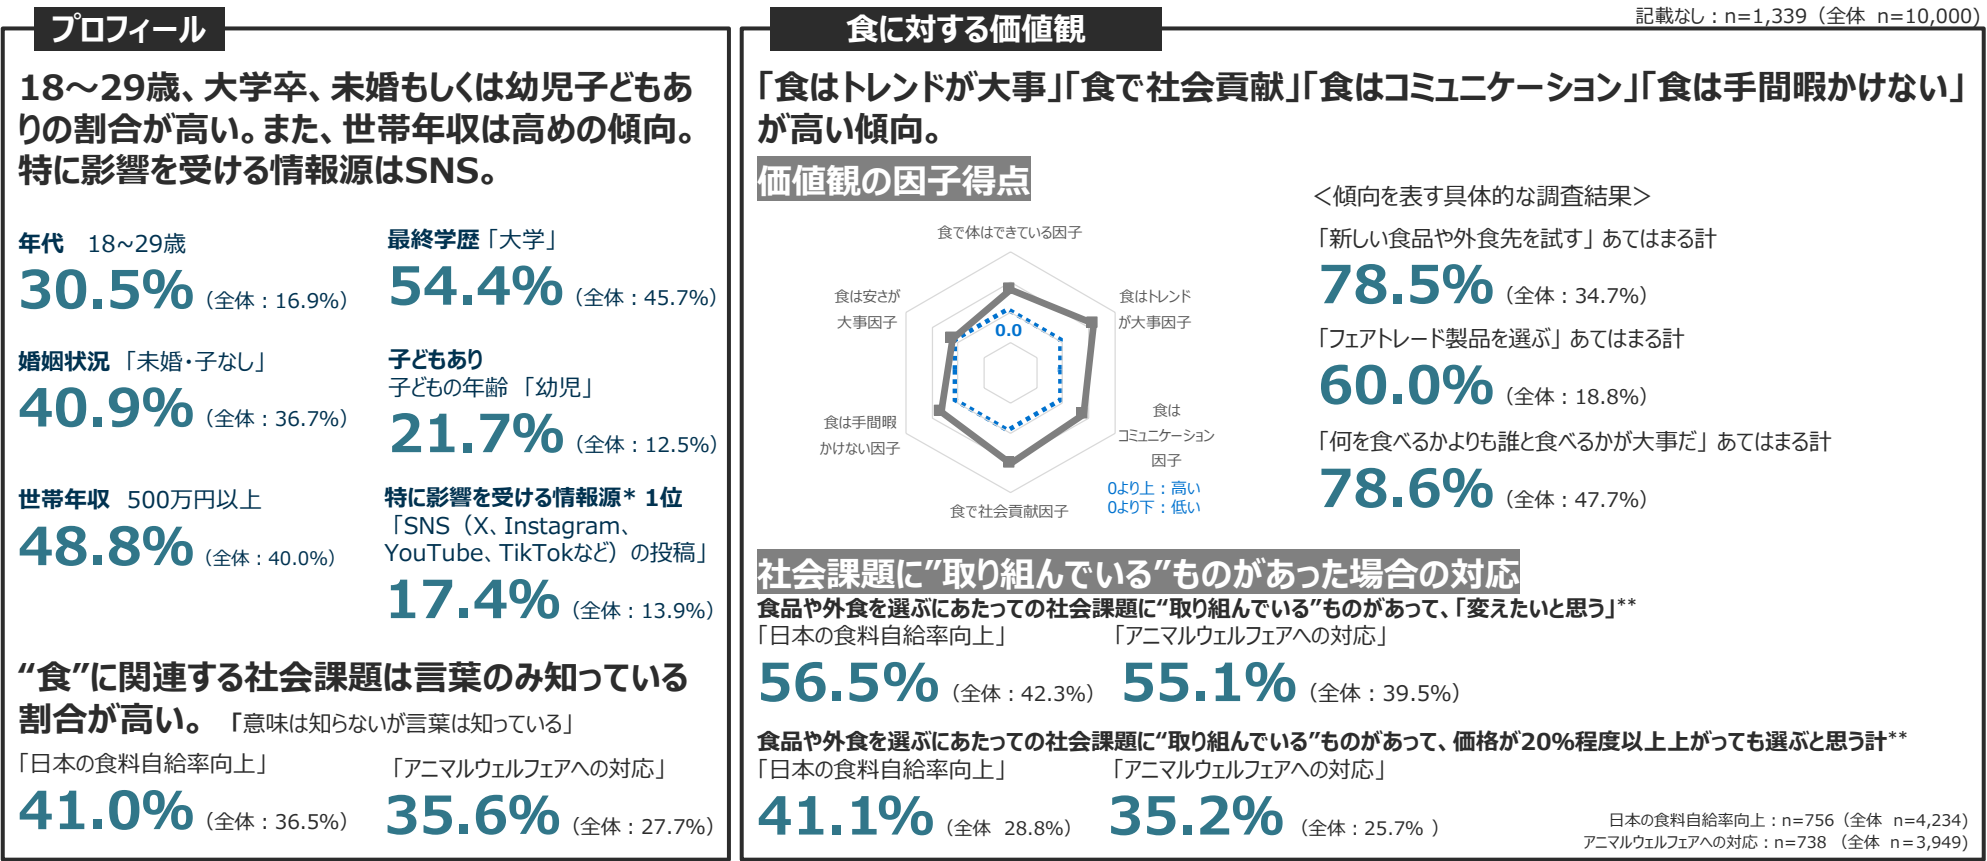 プロフィール
18～29歳、大学卒、未婚もしくは幼児子どもあ
りの割合が高い。また、世帯年収は高めの傾向。
特に影響を受ける情報源はSNS。
年代 18~29歳
30.5%（全体：16.9%）
最終学歴「大学」
54.4%（全体：45.7%）
婚姻状況「未婚・子なし」
40.9%（全体：36.7%）
子どもあり
子どもの年齢 「幼児」
21.7%（全体：12.5%）
世帯年収 500万円以上
48.8%（全体：40.0%）
特に影響を受ける情報源* 1位
「SNS（X、Instagram、
YouTube、TikTokなど）の投稿」
17.4%（全体：13.9%）
“食”に関連する社会課題は言葉のみ知っている
割合が高い。「意味は知らないが言葉は知っている」
「日本の食料自給率向上」
41.0%（全体：36.5%）
「アニマルウェルフェアへの対応」
35.6%（全体：27.7%）
食に対する価値観
記載なし：n=1,339（全体 n=10,000）
「食はトレンドが大事」「食で社会貢献」「食はコミュニケーション」「食は手間暇かけない」
が高い傾向。
価値観の因子得点
食で体はできている因子
食はトレンド
が大事因子
食は
コミュニケーション
因子
食で社会貢献因子
食は手間暇
かけない因子
食は安さが
大事因子
0.0
0より上：高い
0より下：低い
＜傾向を表す具体的な調査結果＞
「新しい食品や外食先を試す」あてはまる計
78.5%（全体：34.7%）
「フェアトレード製品を選ぶ」あてはまる計
60.0%（全体：18.8%）
「何を食べるかよりも誰と食べるかが大事だ」あてはまる計
78.6%（全体：47.7%）
社会課題に”取り組んでいる”ものがあった場合の対応
食品や外食を選ぶにあたっての社会課題に“取り組んでいる”ものがあって、「変えたいと思う」**
「日本の食料自給率向上」
56.5%（全体：42.3%）
「アニマルウェルフェアへの対応」
55.1%（全体：39.5%）
食品や外食を選ぶにあたっての社会課題に“取り組んでいる”ものがあって、価格が20%程度以上上がっても選ぶと思う計**
「日本の食料自給率向上」
41.1%（全体 28.8%）
「アニマルウェルフェアへの対応」
35.2%（全体：25.7% ）
日本の食料自給率向上：n=756（全体 n=4,234）
アニマルウェルフェアへの対応：n=738 （全体 n＝3,949）